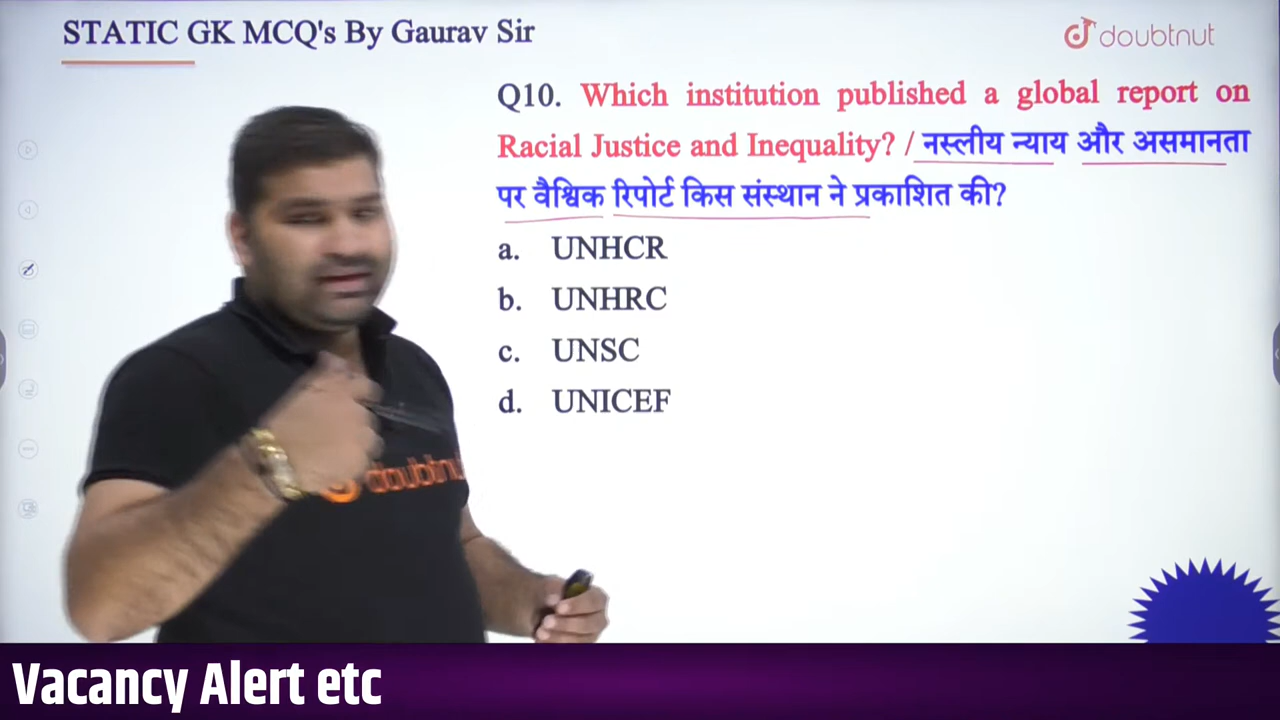 STATIC GK MCQ's By Gaurav Sir
doubtnut
Q10. Which institution published a global report on
Racial Justice and Inequality? / नस्लीय न्याय और असमानता
पर वैश्विक रिपोर्ट किस संस्थान ने प्रकाशित की?
a. UNHCR
b. UNHRC
c. UNSC
d. UNICEF
doubtnu
Vacancy Alert etc